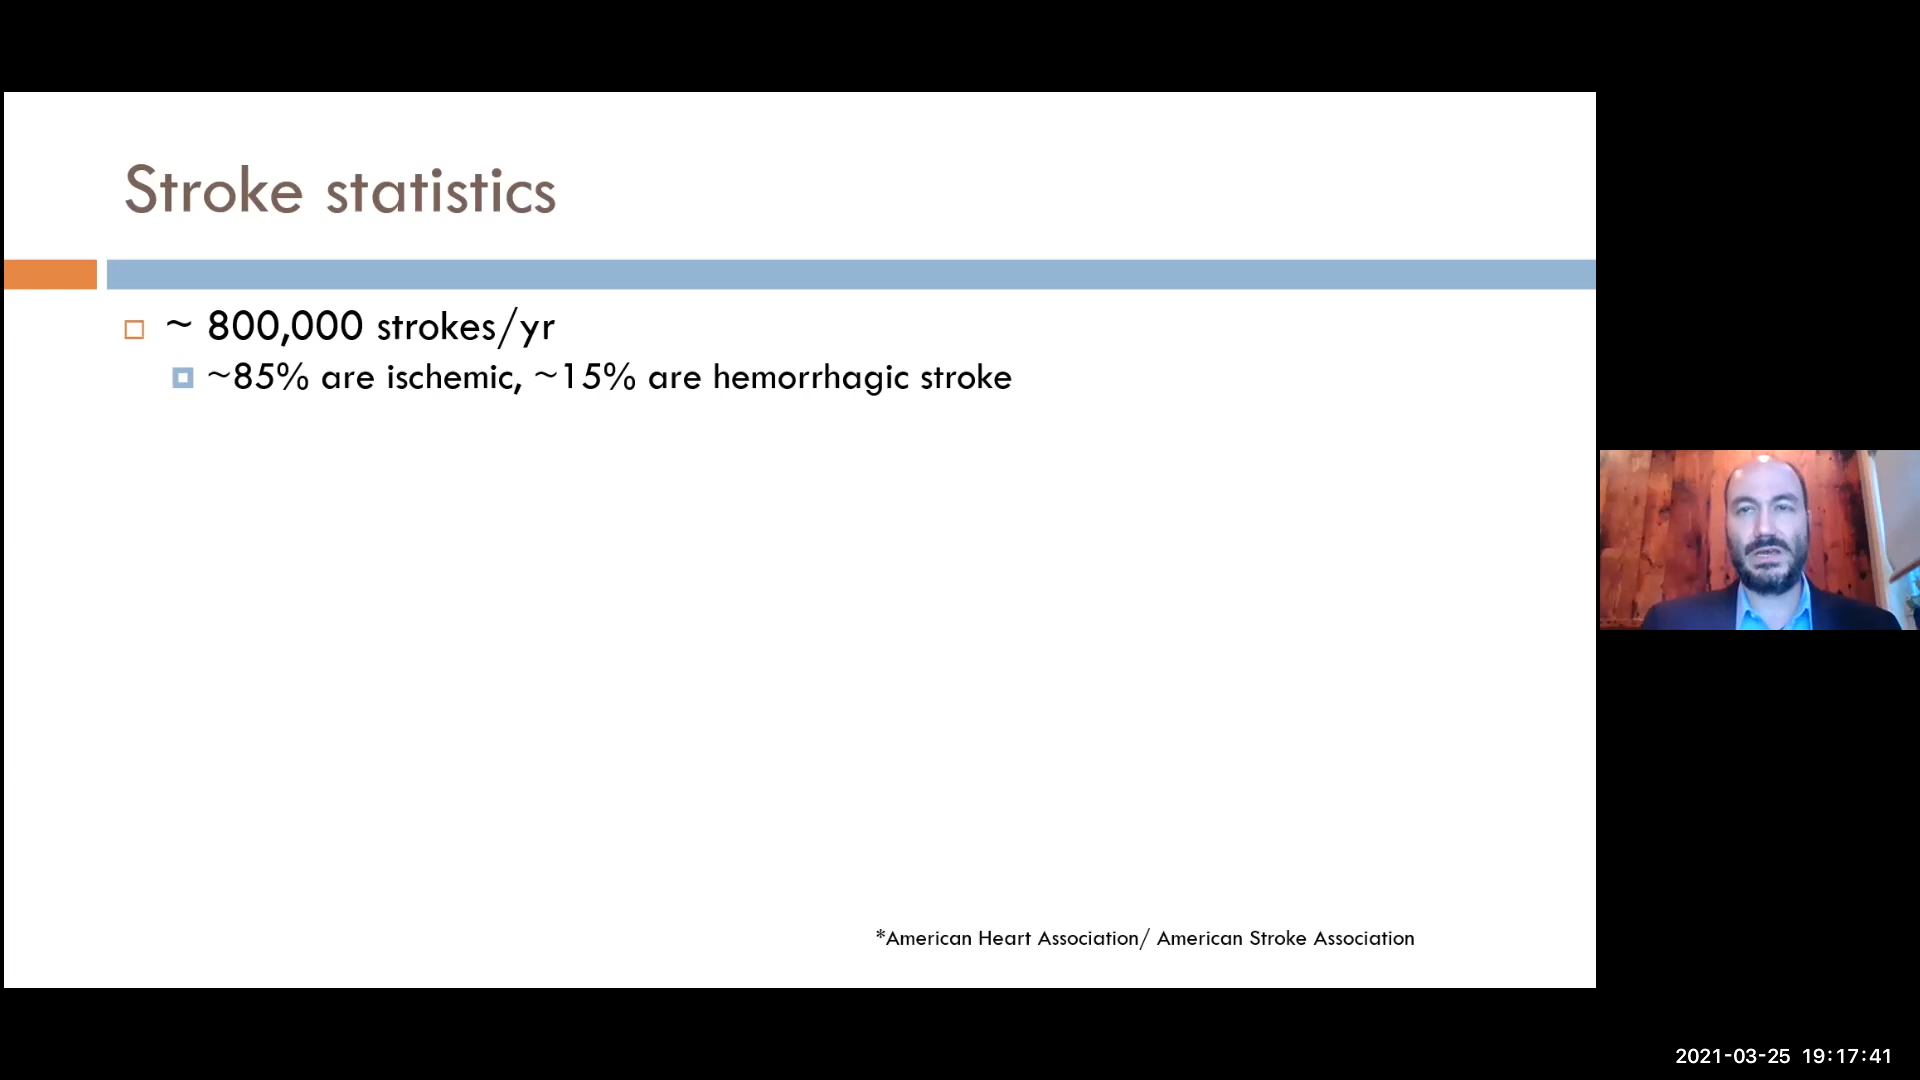 Stroke statistics
~ 800,000 strokes/yr
~85% are ischemic, ~15% are hemorrhagic stroke
*American Heart Association/ American Stroke Association
2021-03-25 19:17:41